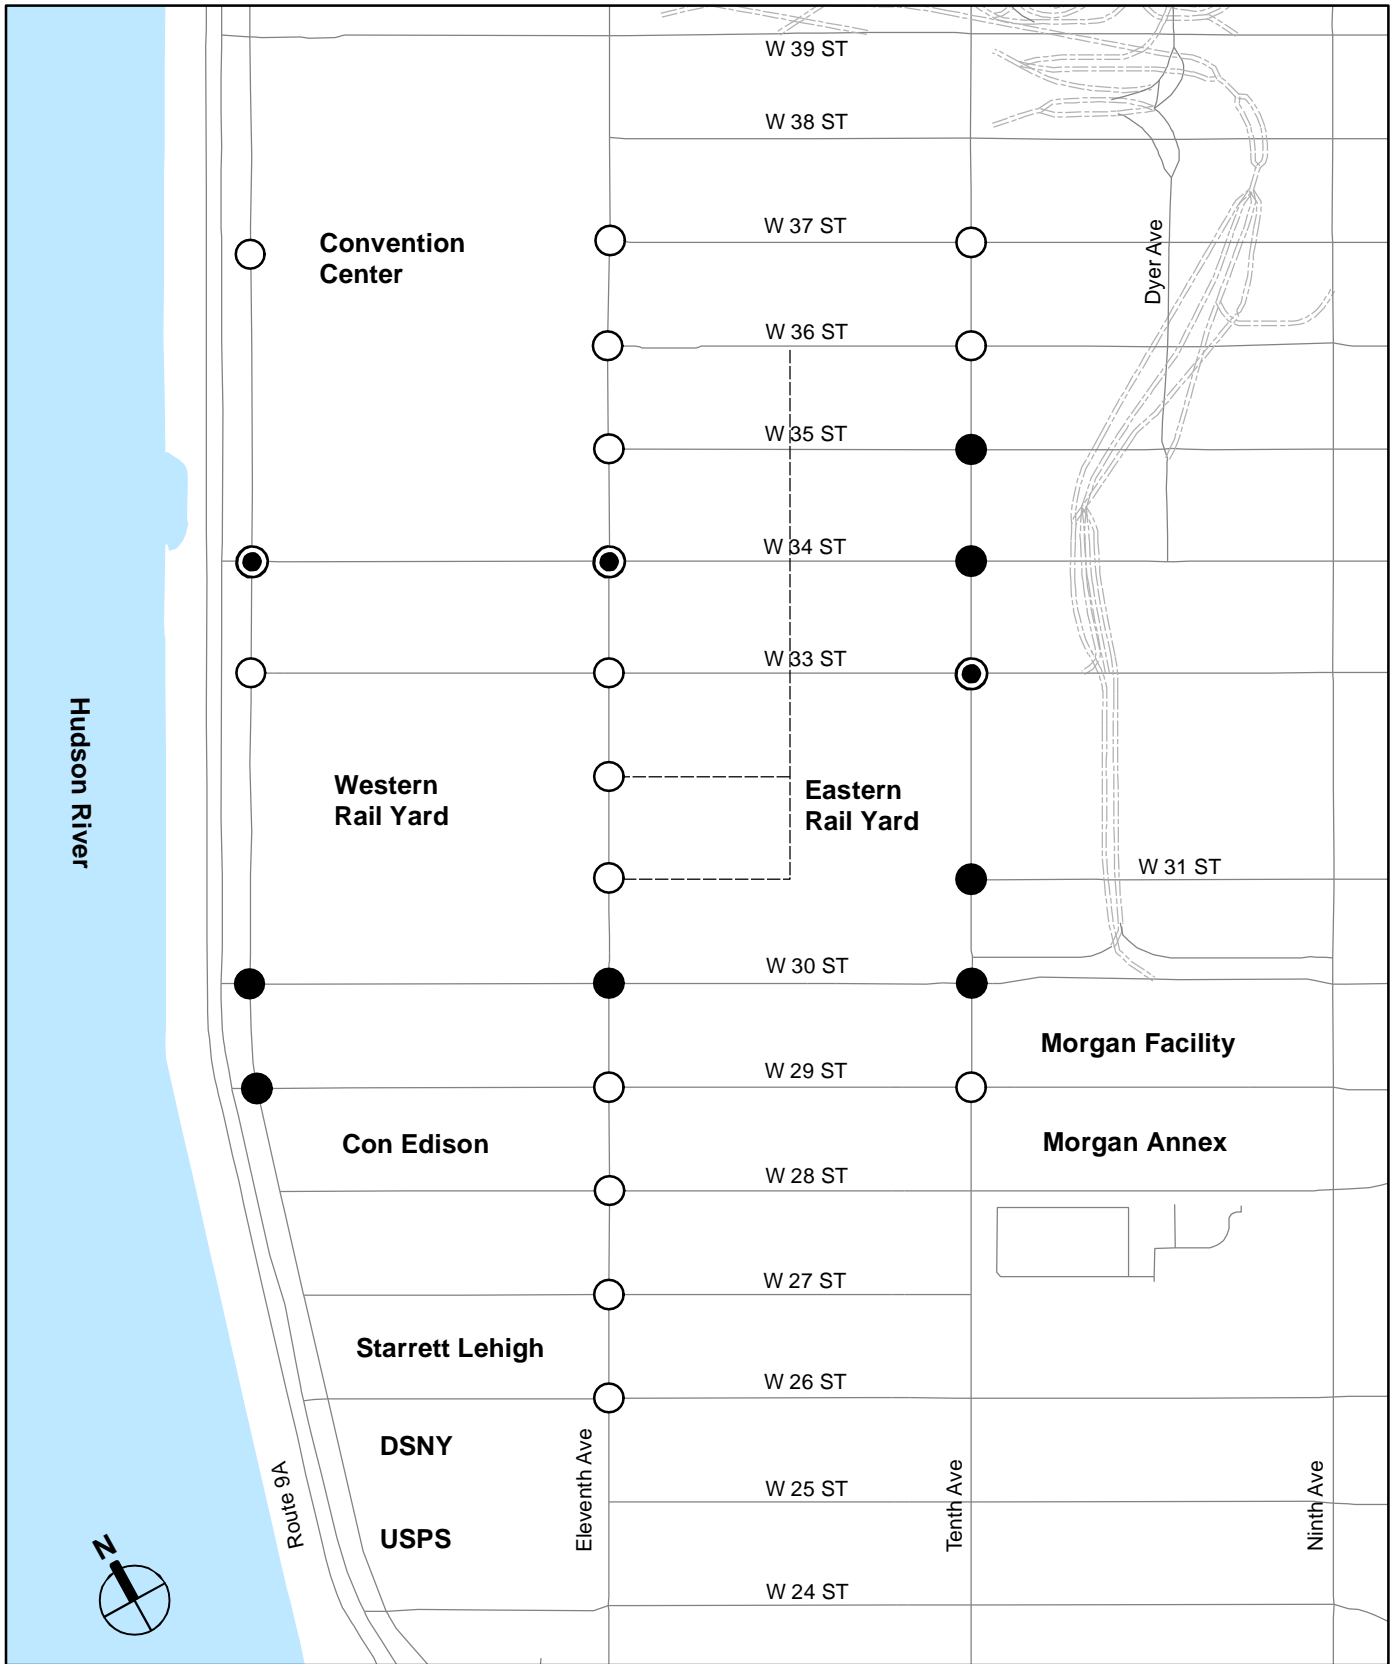 W 39 ST
W 38 ST
W 37 ST
Convention
Center
Dyer Ave
W 36 ST
W 35 ST
W 34 ST
W 33 ST
Hudson River
Western
Rail Yard
Eastern
Rail Yard
W 31 ST
W 30 ST
Morgan Facility
W 29 ST
Con Edison
Morgan Annex
W 28 ST
W 27 ST
Starrett Lehigh
W 26 ST
DSNY
Route 9A
Eleventh Ave
Tenth Ave
Ninth Ave
W 25 ST
USPS
N
W 24 ST